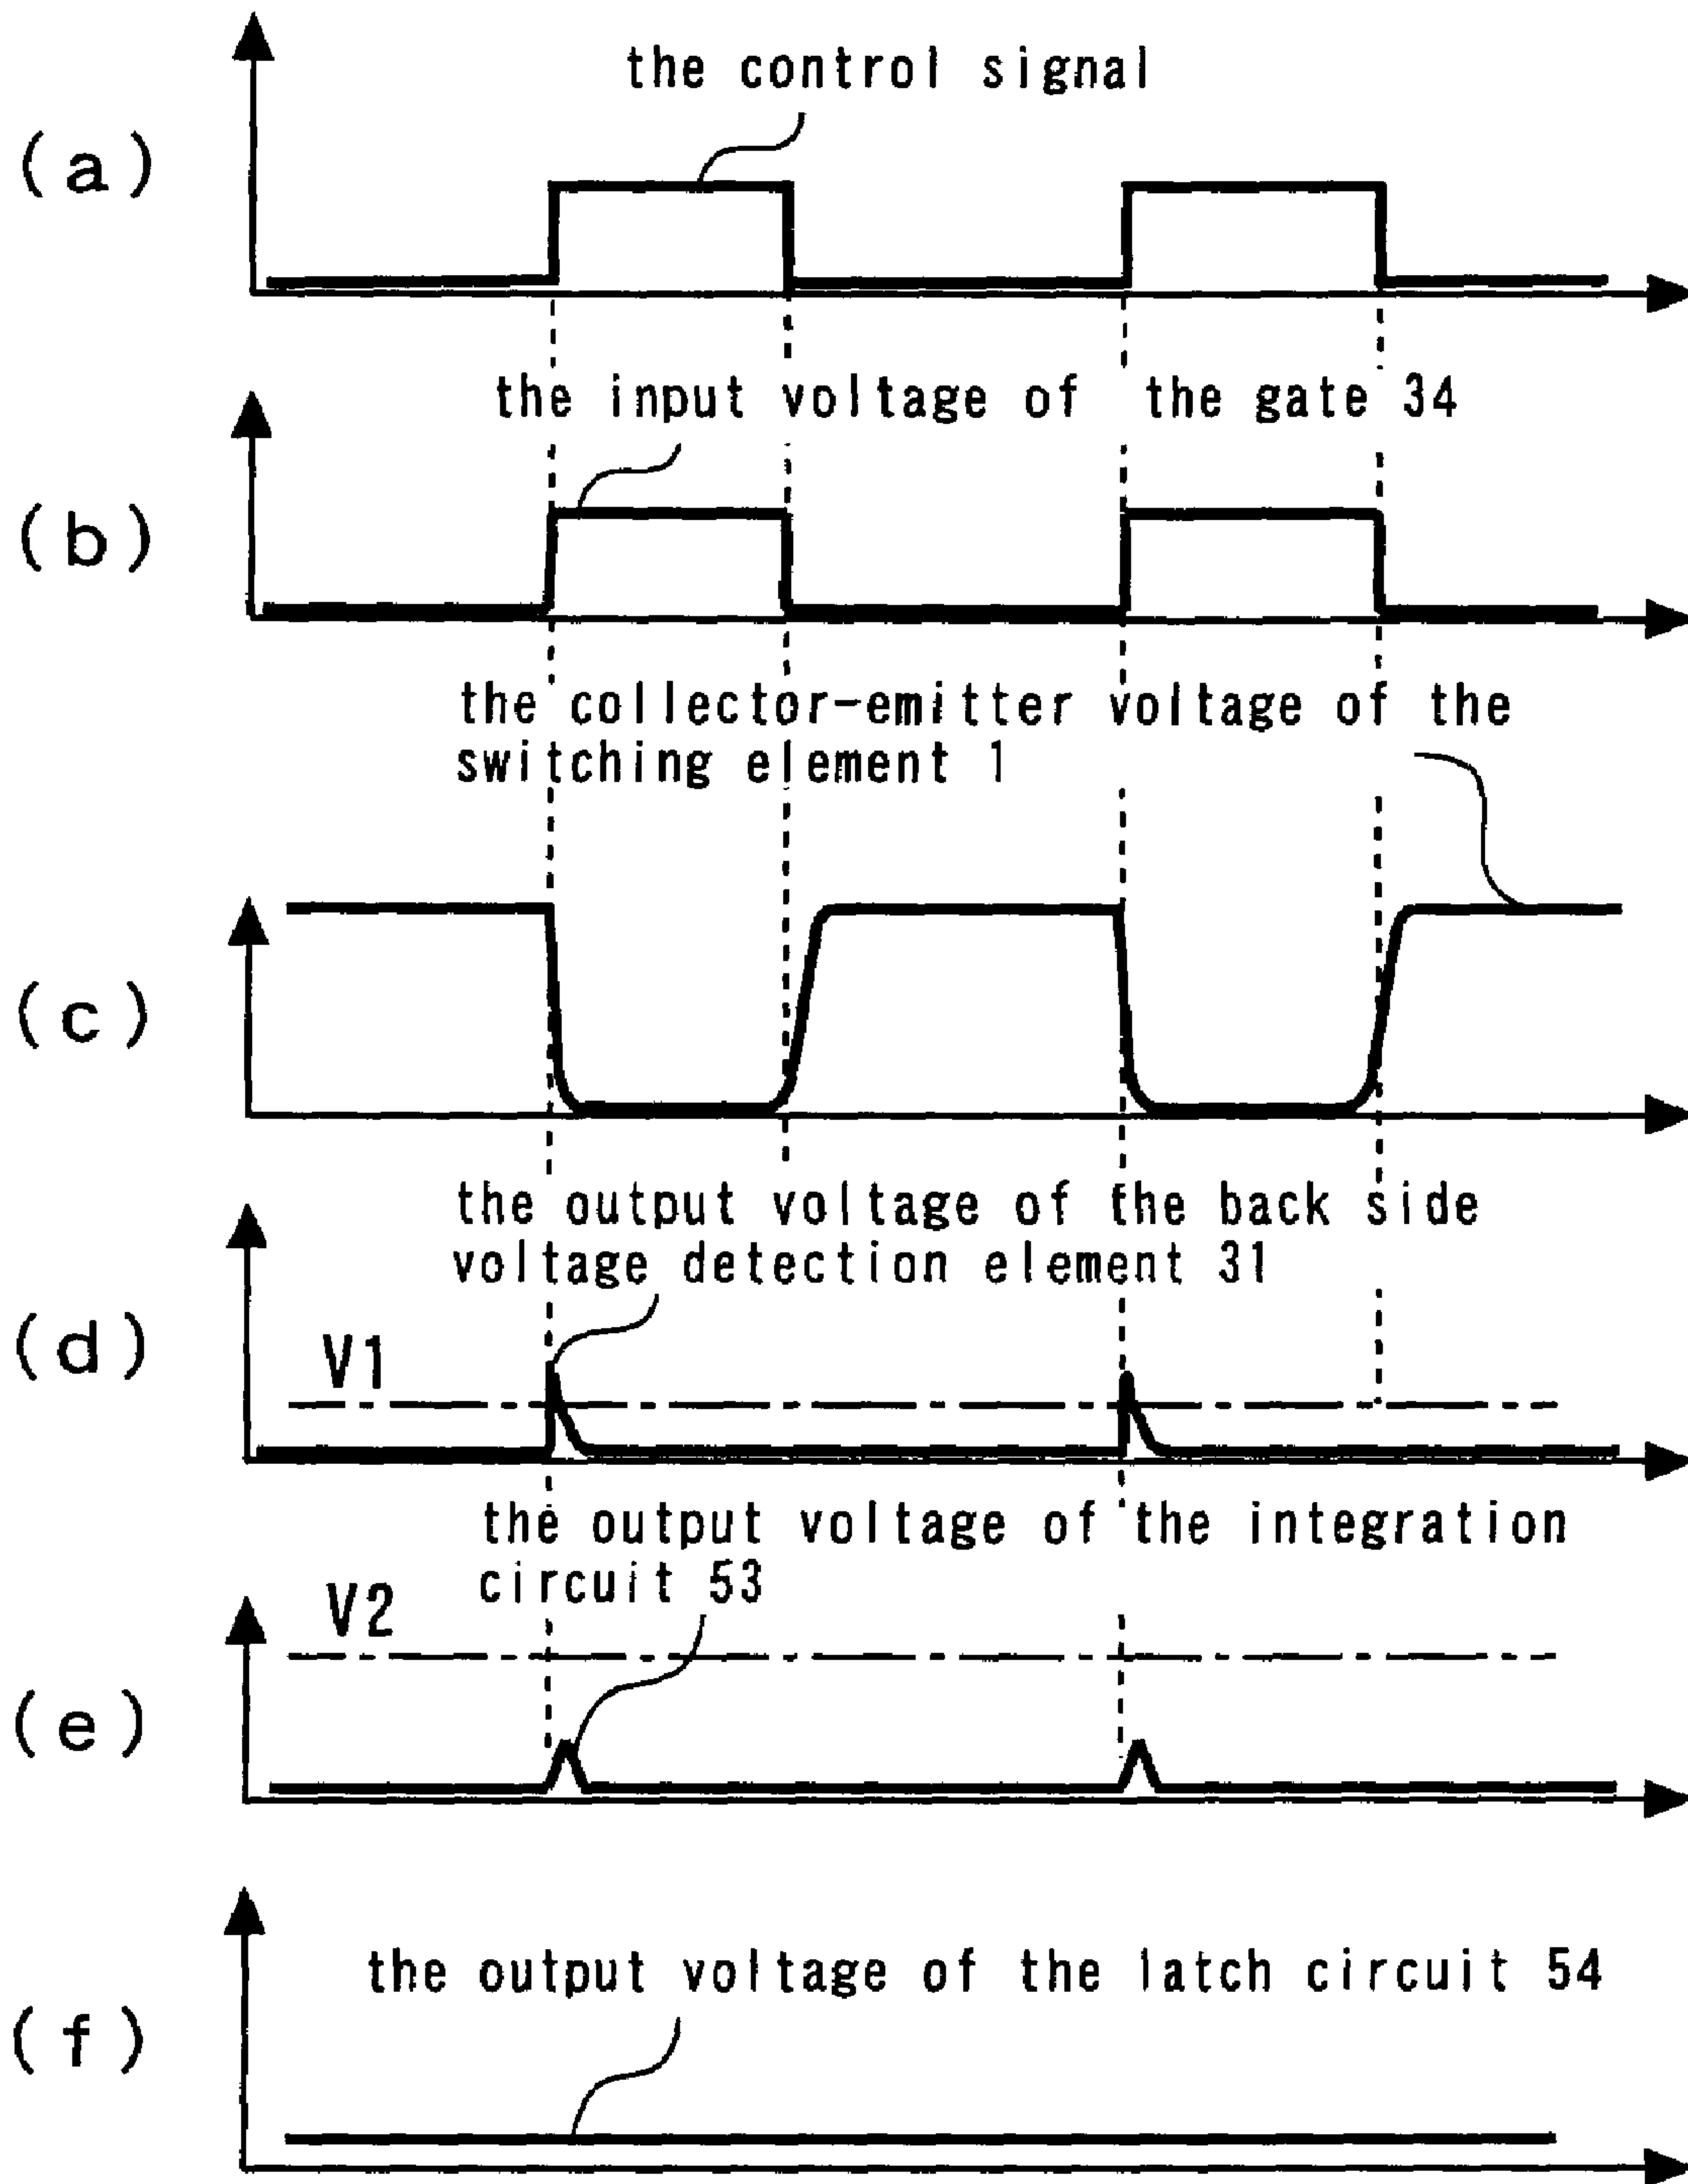 the control signal
(a)
the input voltage of the gate 34
(b)
the collector-emitter voltage of the
switching element 1
(c)
the output voltage of the back side
voltage detection element 31
(d)
V1
the output voltage of the integration
circuit 53
V2
(e)
the output voltage of the latch circuit 54
(f)